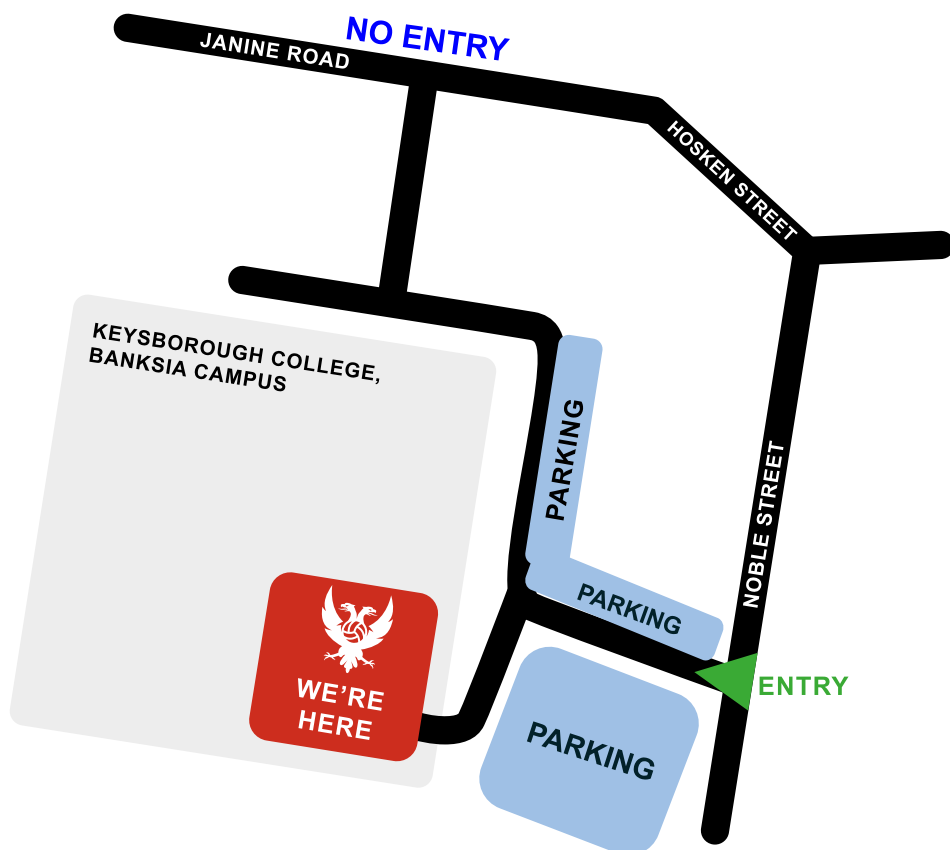 NO ENTRY
JANINE ROAD
HOSKEN STREET
KEYSBOROUGH COLLEGE,
BANKSIA CAMPUS
PARKING
NOBLE STREET
PARKING
ENTRY
WE'RE
HERE
PARKING